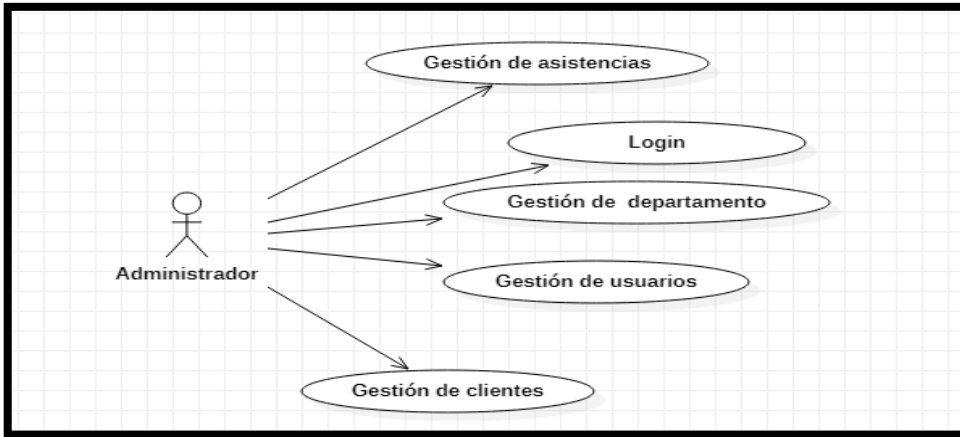 Gestión de asistencias
Login
Gestión de departamento
Administrador
Gestión de usuarios
Gestión de clientes